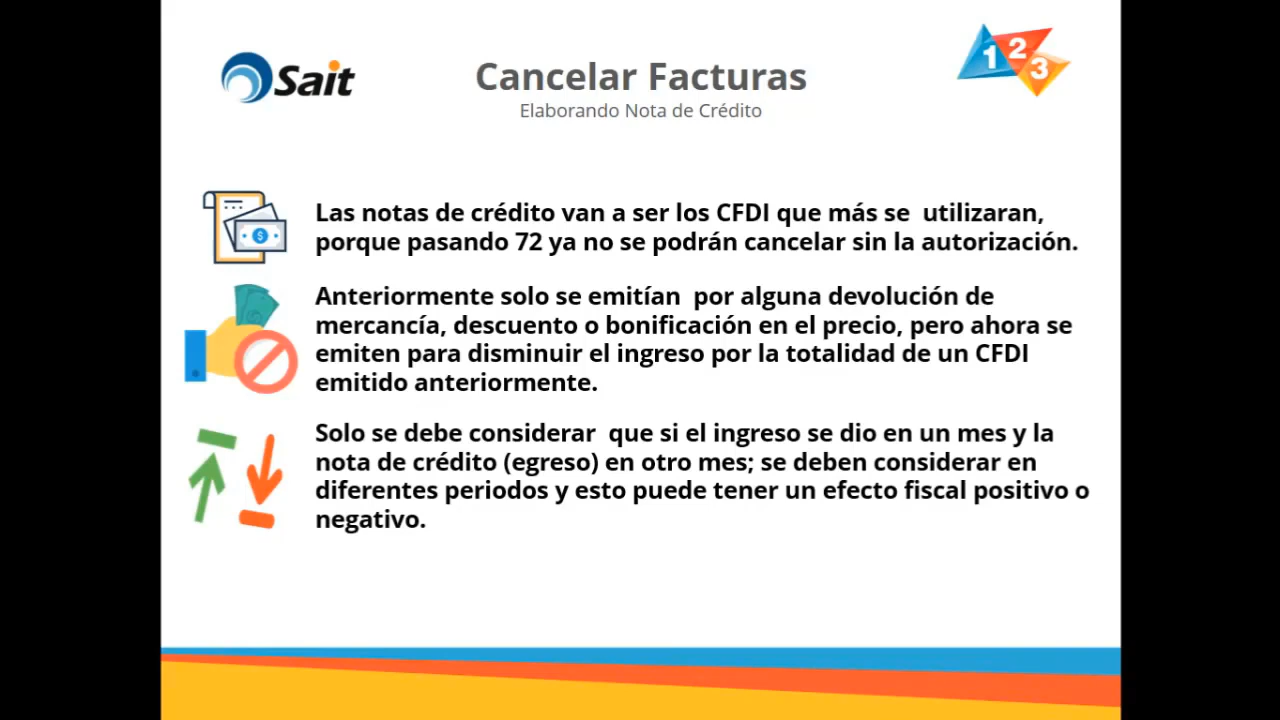 Sait
Cancelar Facturas
Elaborando Nota de Crédito
1 2 3
Las notas de crédito van a ser los CFDI que más se  utilizaran,
porque pasando 72 ya no se podrán cancelar sin la autorización.
Anteriormente solo se emitían  por alguna devolución de
mercancía, descuento o bonificación en el precio, pero ahora se
emiten para disminuir el ingreso por la totalidad de un CFDI
emitido anteriormente.
Solo se debe considerar  que si el ingreso se dio en un mes y la
nota de crédito (egreso) en otro mes; se deben considerar en
diferentes periodos y esto puede tener un efecto fiscal positivo o
negativo.